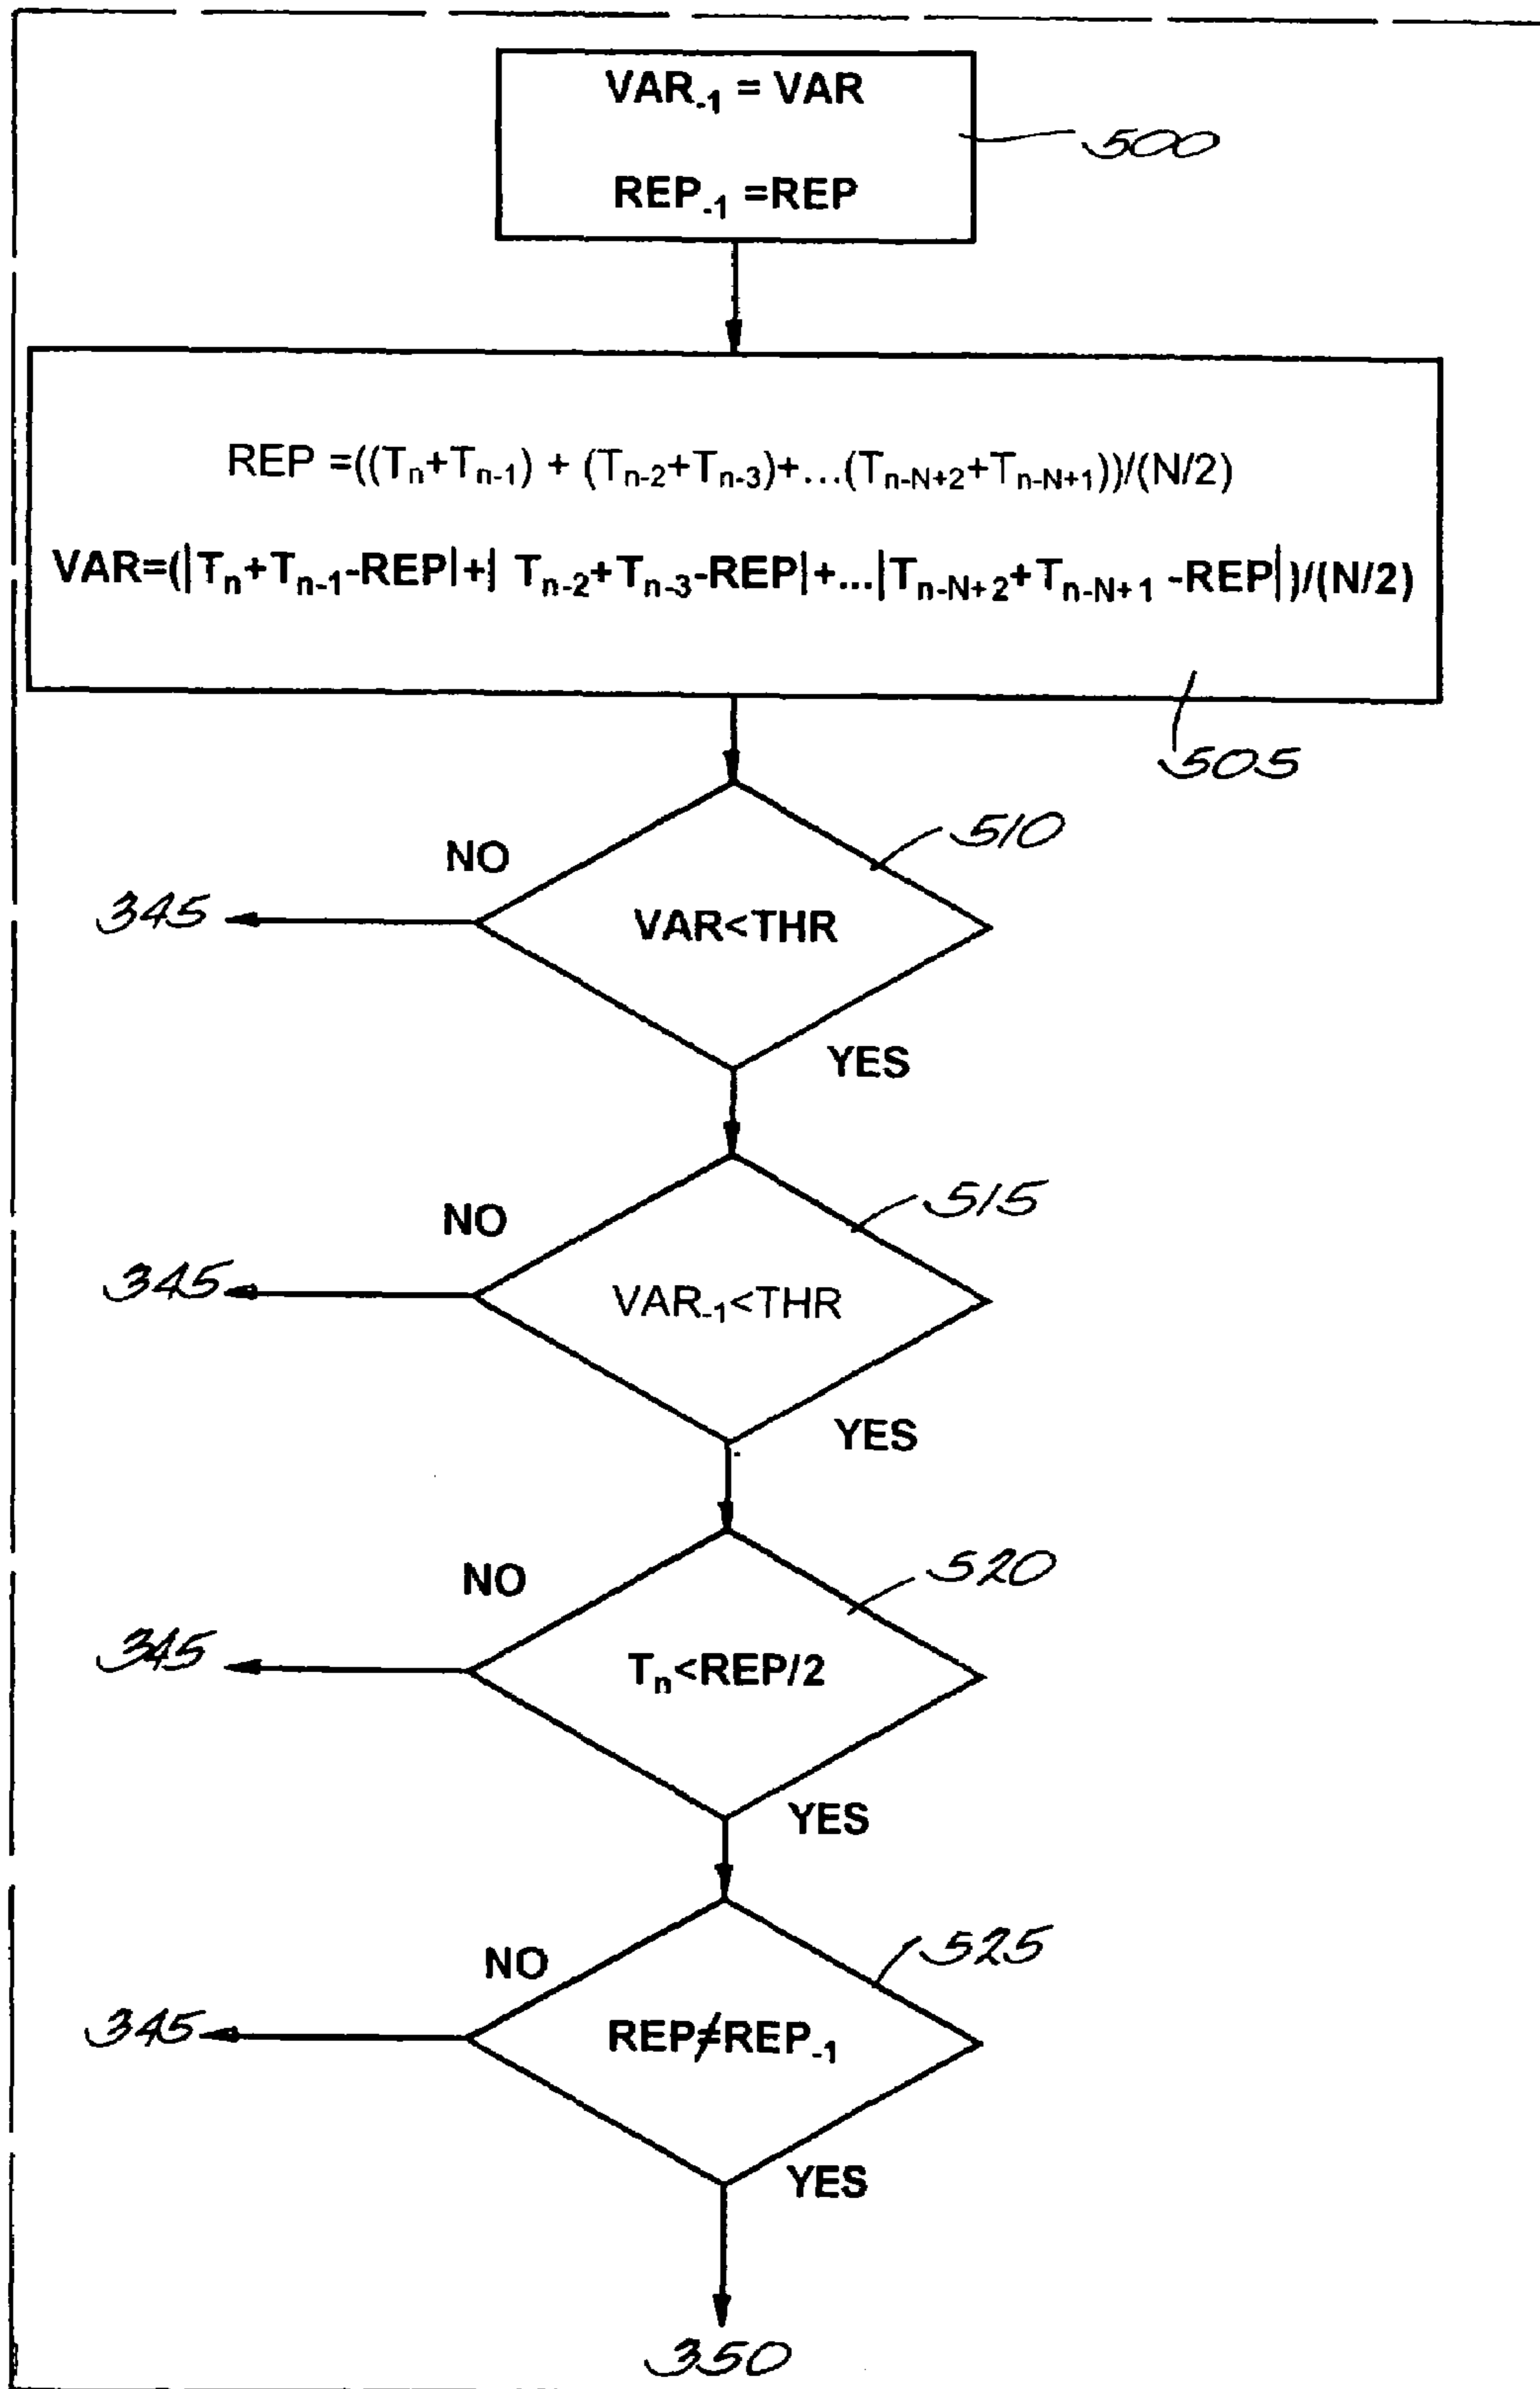 VAR₋₁ = VAR
500
REP₋₁ =REP
REP =((Tₙ+Tₙ₋₁) + (Tₙ₋₂+Tₙ₋₃)+...(Tn-N+2+Tn-N+1))/(N/2)
VAR=(|Tₙ+Tₙ₋₁-REP|+| Tₙ₋₂+Tₙ₋₃-REP|+...|Tn-N+2+Tn-N+1 -REP|)/(N/2)
505
510
NO
345
VAR<THR
YES
515
NO
345
VAR₋₁<THR
YES
520
NO
345
Tₙ<REP/2
YES
525
NO
345
REP≠REP₋₁
YES
350